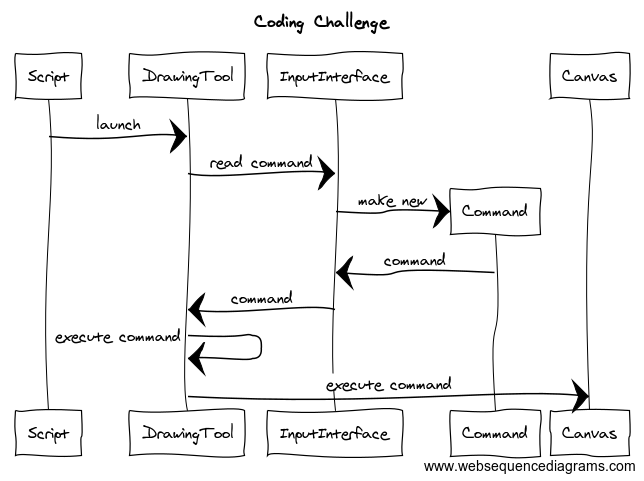 Coding Challenge
Script DrawingTool InputInterface Canvas
launch
read command
make new
Command
command
command
execute command
execute command
Script DrawingTool InputInterface Command Canvas
www.websequencediagrams.com